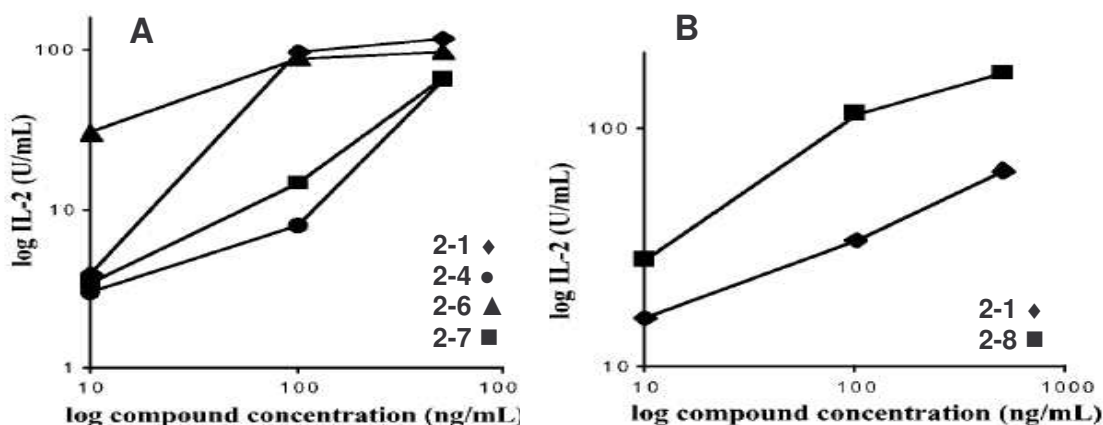 A
log IL-2 (U/mL)
100
10
1
2-1
2-4
2-6
2-7
10 100 100
log compound concentration (ng/mL)
B
log IL-2 (U/mL)
100
10
2-1
2-8
10 100 1000
log compound concentration (ng/mL)